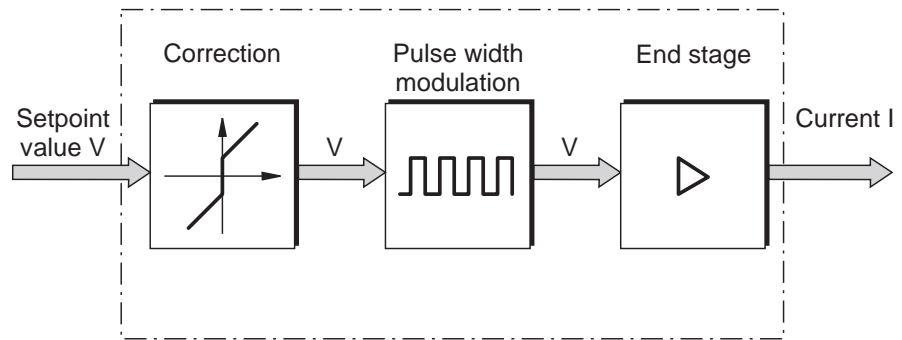 Correction
Pulse width
modulation
End stage
Setpoint
value V
V
V
Current I